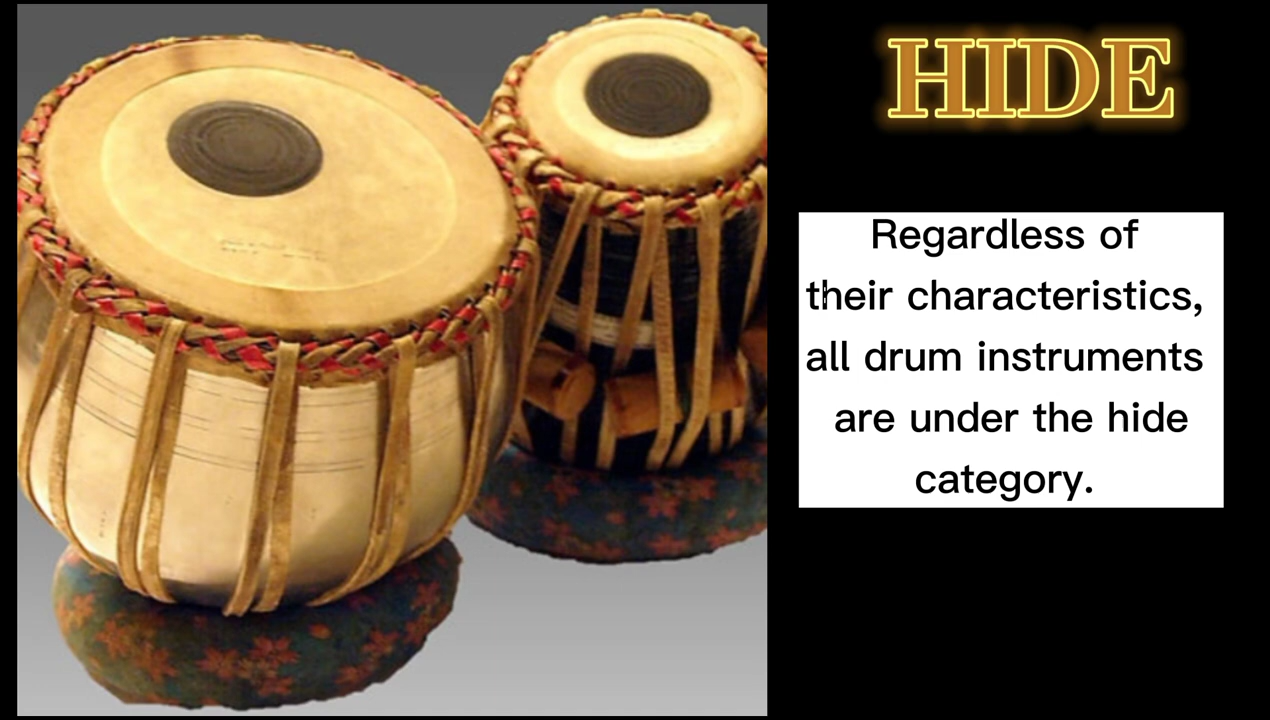 HIDE
Regardless of
their characteristics,
all drum instruments
are under the hide
category.